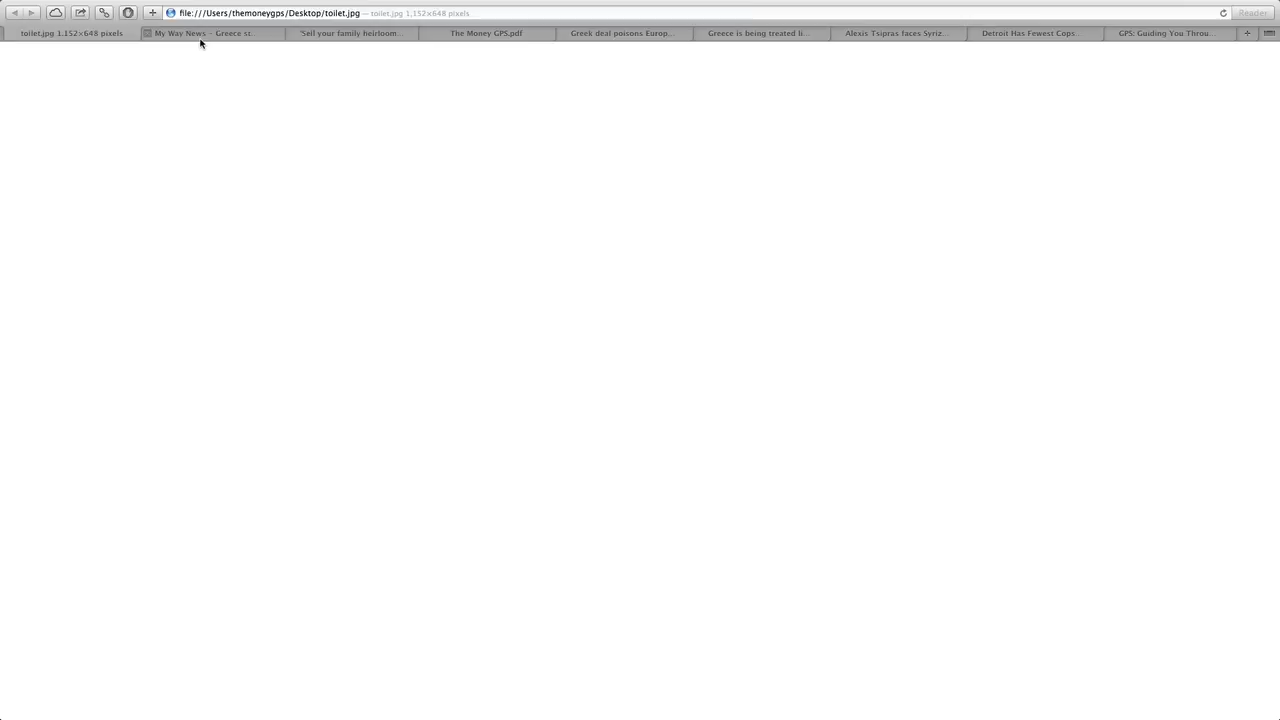 file:///Users/themoneygps/Desktop/toilet.jpg — toilet.jpg 1,152×648 pixels
Reader
toilet.jpg 1,152×648 pixels
My Way News – Greece st...
"Sell your family heirloom...
The Money GPS.pdf
Greek deal poisons Europ...
Greece is being treated li...
Alexis Tsipras faces Syriz...
Detroit Has Fewest Cops...
GPS: Guiding You Throu...